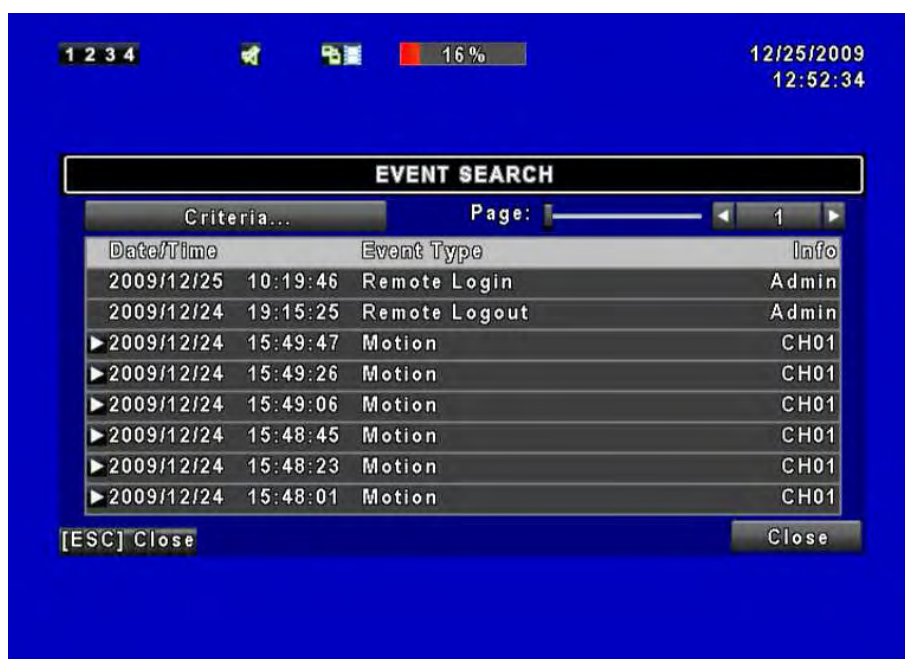 1 2 3 4 16% 12/25/2009
12:52:34
EVENT SEARCH
Criteria... Page: 1
Date/Time Event Type Info
2009/12/25 10:19:46 Remote Login Admin
2009/12/24 19:15:25 Remote Logout Admin
2009/12/24 15:49:47 Motion CH01
2009/12/24 15:49:26 Motion CH01
2009/12/24 15:49:06 Motion CH01
2009/12/24 15:48:45 Motion CH01
2009/12/24 15:48:23 Motion CH01
2009/12/24 15:48:01 Motion CH01
[ESC] Close Close